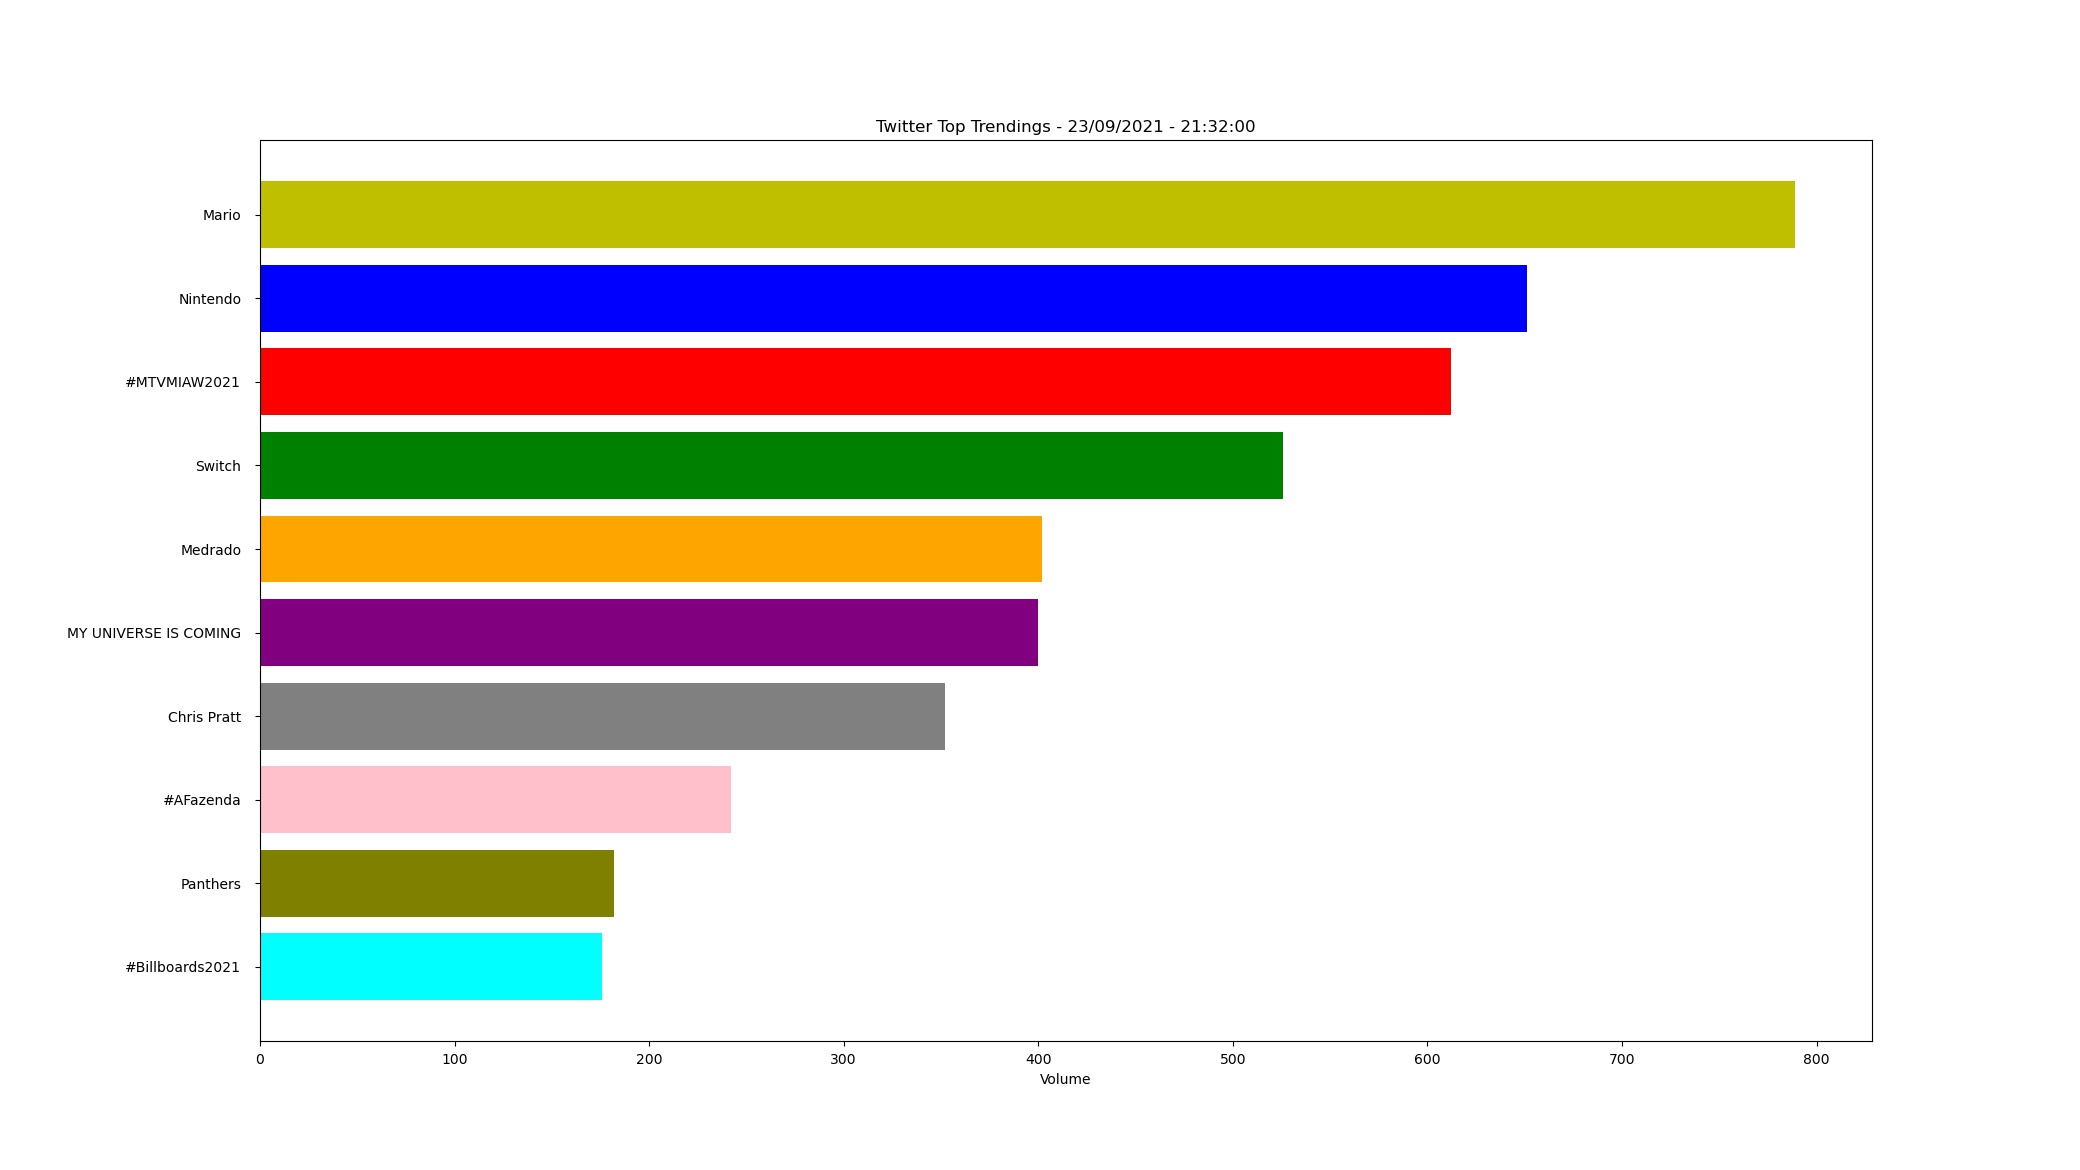 Twitter Top Trendings - 23/09/2021 - 21:32:00
Mario
Nintendo
#MTVMIAW2021
Switch
Medrado
MY UNIVERSE IS COMING
Chris Pratt
#AFazenda
Panthers
#Billboards2021
0 100 200 300 400 500 600 700 800
Volume